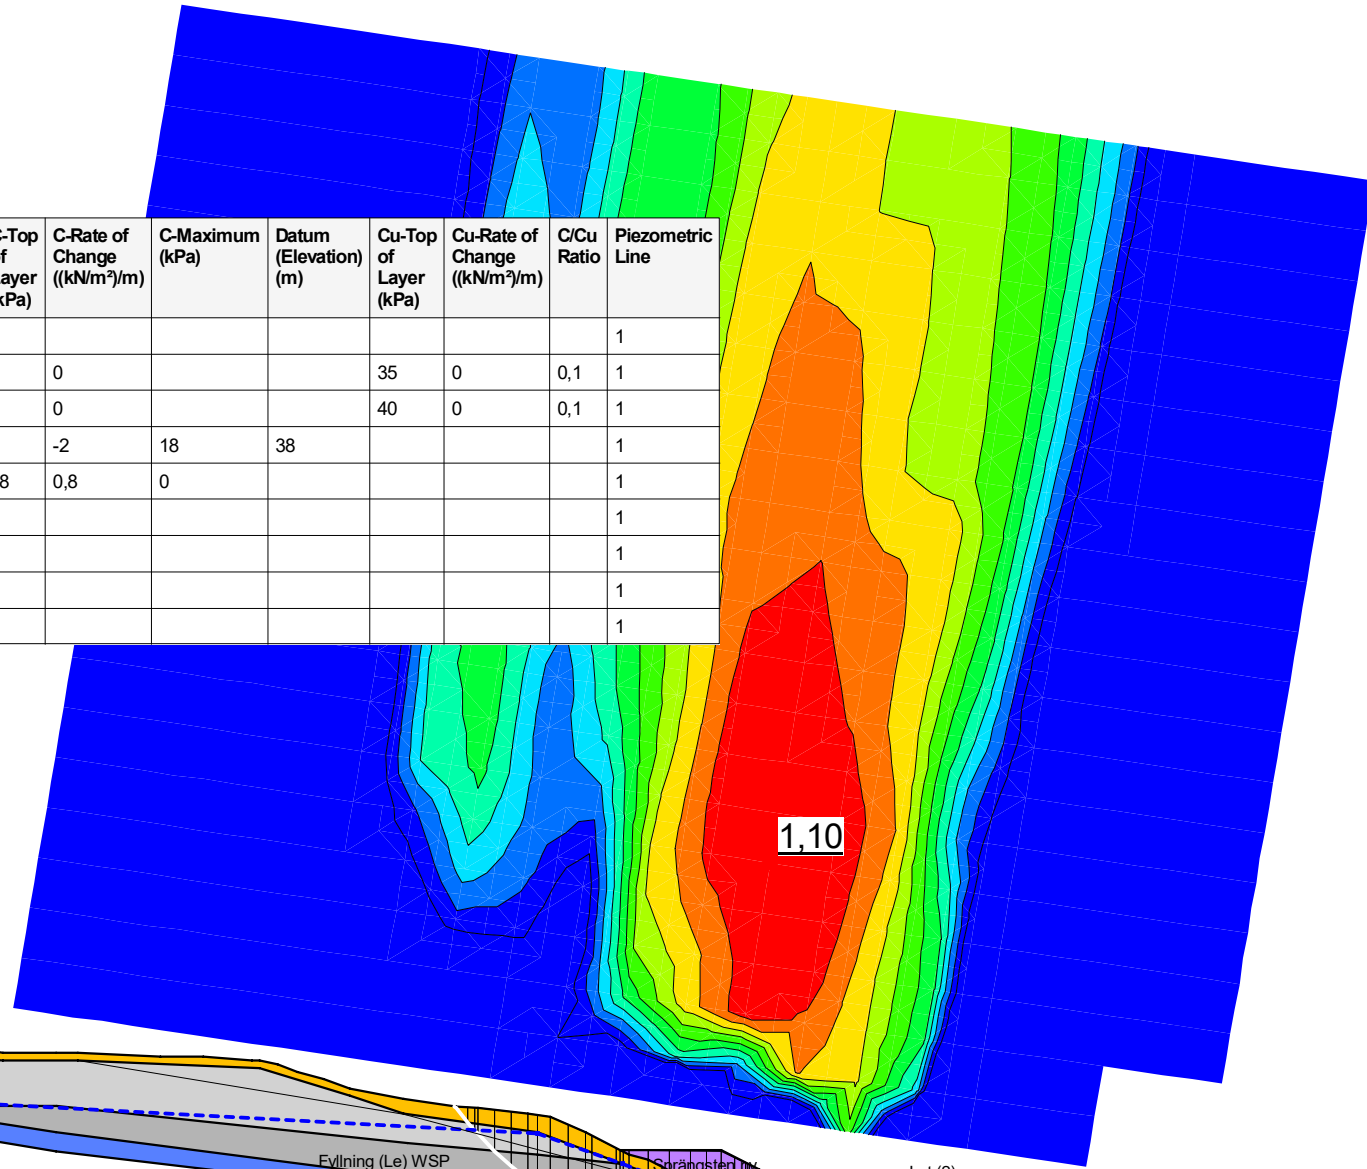 C-Top of Layer (kPa) C-Rate of Change ((kN/m²)/m) C-Maximum (kPa) Datum (Elevation) (m) Cu-Top of Layer (kPa) Cu-Rate of Change ((kN/m²)/m) C/Cu Ratio Piezometric Line
1
0 35 0 0,1 1
0 40 0 0,1 1
-2 18 38 1
8 0,8 0 1
1
1
1
1
1,10
Fyllning (Le) WSP
Sprängsten ny